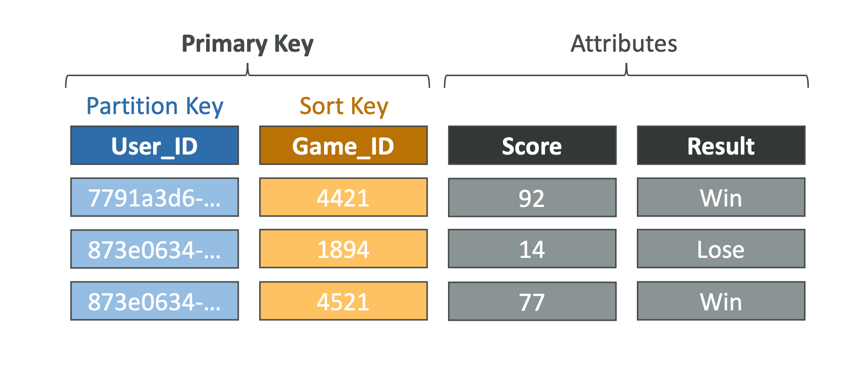 Primary Key Attributes
Partition Key Sort Key
User_ID Game_ID Score Result
7791a3d6-... 4421 92 Win
873e0634-... 1894 14 Lose
873e0634-... 4521 77 Win